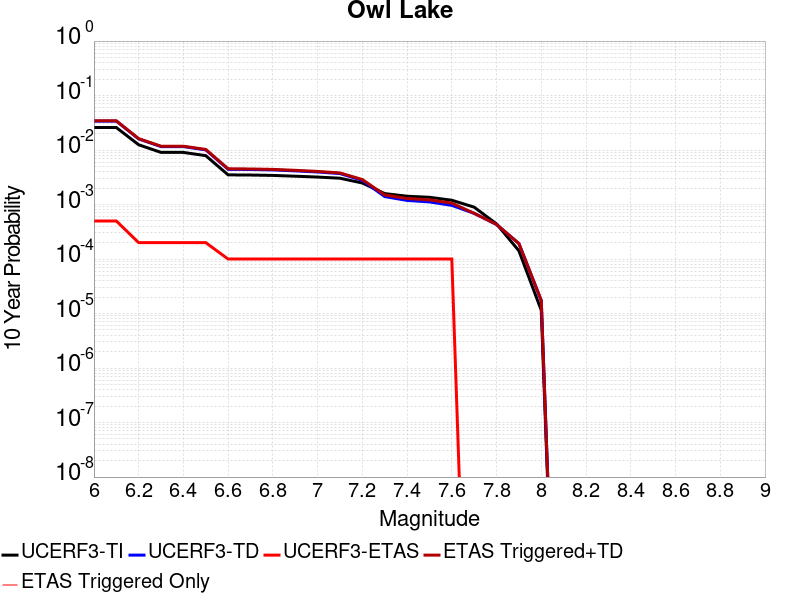 Owl Lake
10^0
10^-1
10^-2
10^-3
10^-4
10^-5
10^-6
10^-7
10^-8
10 Year Probability
6 6.2 6.4 6.6 6.8 7 7.2 7.4 7.6 7.8 8 8.2 8.4 8.6 8.8 9
Magnitude
UCERF3-TI UCERF3-TD UCERF3-ETAS ETAS Triggered+TD
ETAS Triggered Only